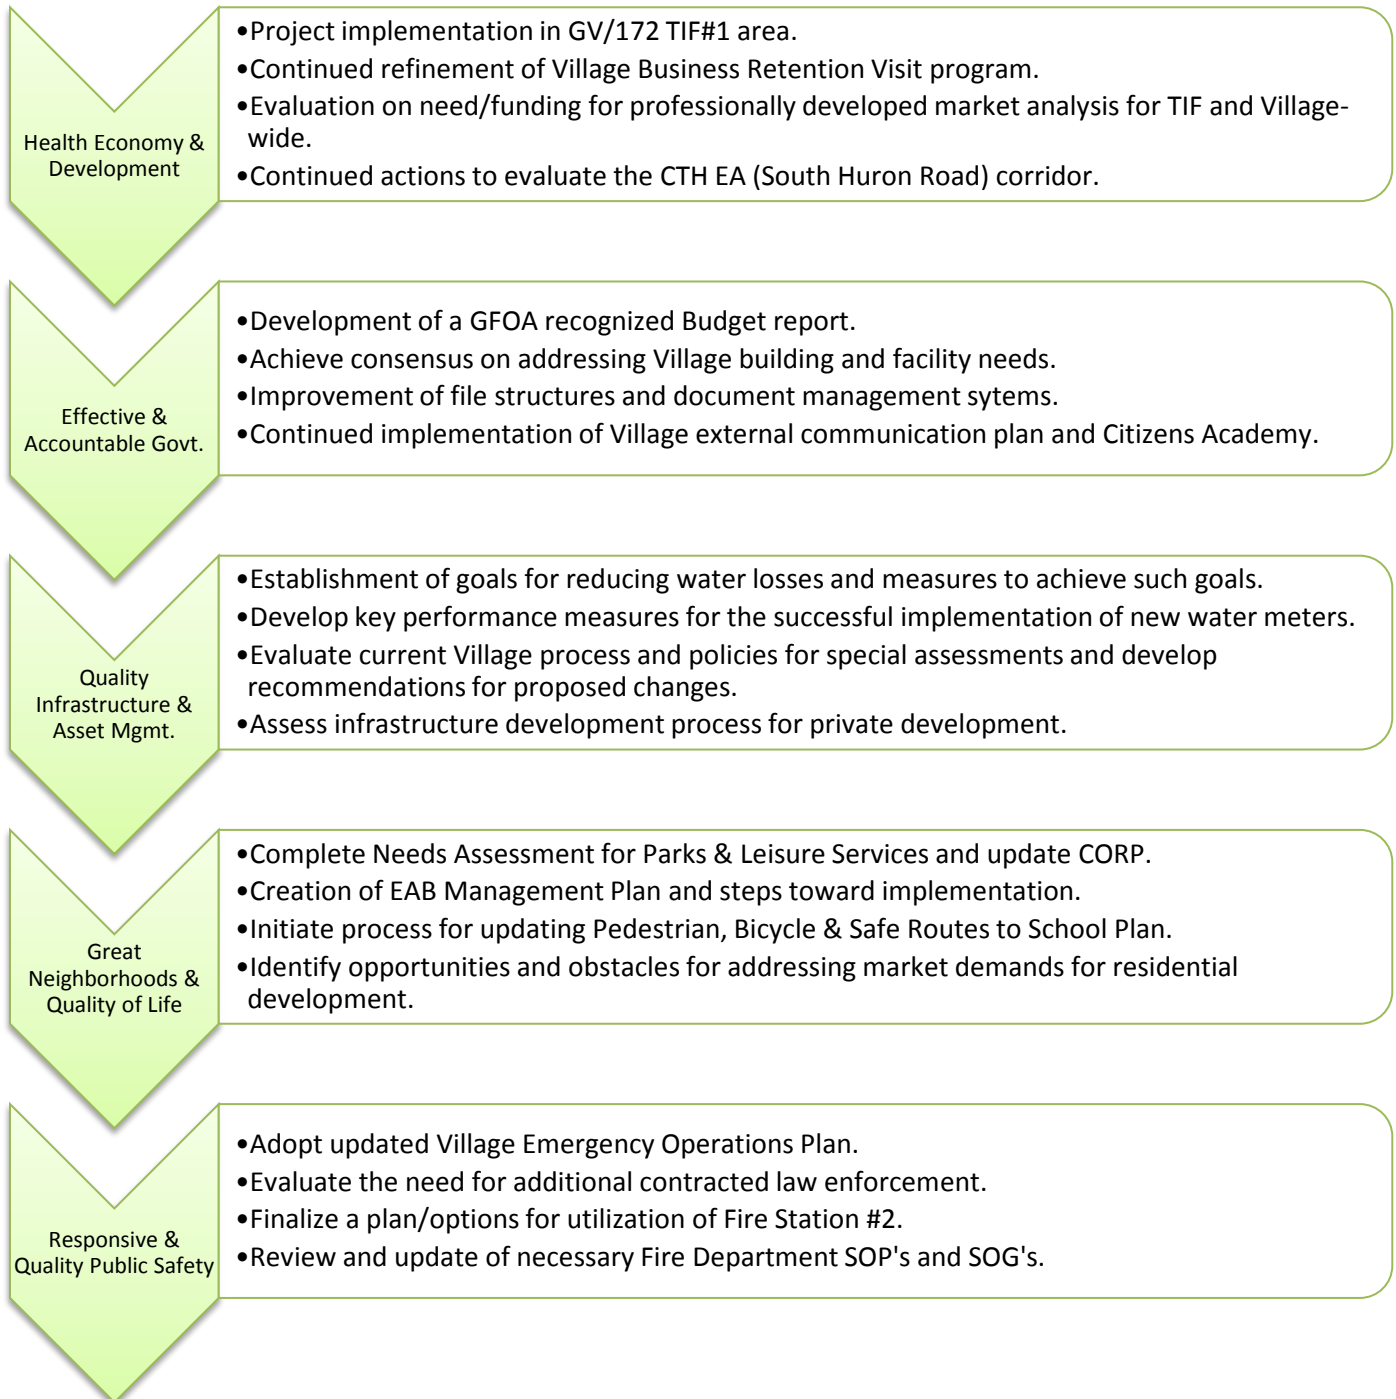 Health Economy &
Development
•Project implementation in GV/172 TIF#1 area.
•Continued refinement of Village Business Retention Visit program.
•Evaluation on need/funding for professionally developed market analysis for TIF and Village-
wide.
•Continued actions to evaluate the CTH EA (South Huron Road) corridor.
Effective &
Accountable Govt.
•Development of a GFOA recognized Budget report.
•Achieve consensus on addressing Village building and facility needs.
•Improvement of file structures and document management sytems.
•Continued implementation of Village external communication plan and Citizens Academy.
Quality
Infrastructure &
Asset Mgmt.
•Establishment of goals for reducing water losses and measures to achieve such goals.
•Develop key performance measures for the successful implementation of new water meters.
•Evaluate current Village process and policies for special assessments and develop
recommendations for proposed changes.
•Assess infrastructure development process for private development.
Great
Neighborhoods &
Quality of Life
•Complete Needs Assessment for Parks & Leisure Services and update CORP.
•Creation of EAB Management Plan and steps toward implementation.
•Initiate process for updating Pedestrian, Bicycle & Safe Routes to School Plan.
•Identify opportunities and obstacles for addressing market demands for residential
development.
Responsive &
Quality Public Safety
•Adopt updated Village Emergency Operations Plan.
•Evaluate the need for additional contracted law enforcement.
•Finalize a plan/options for utilization of Fire Station #2.
•Review and update of necessary Fire Department SOP's and SOG's.